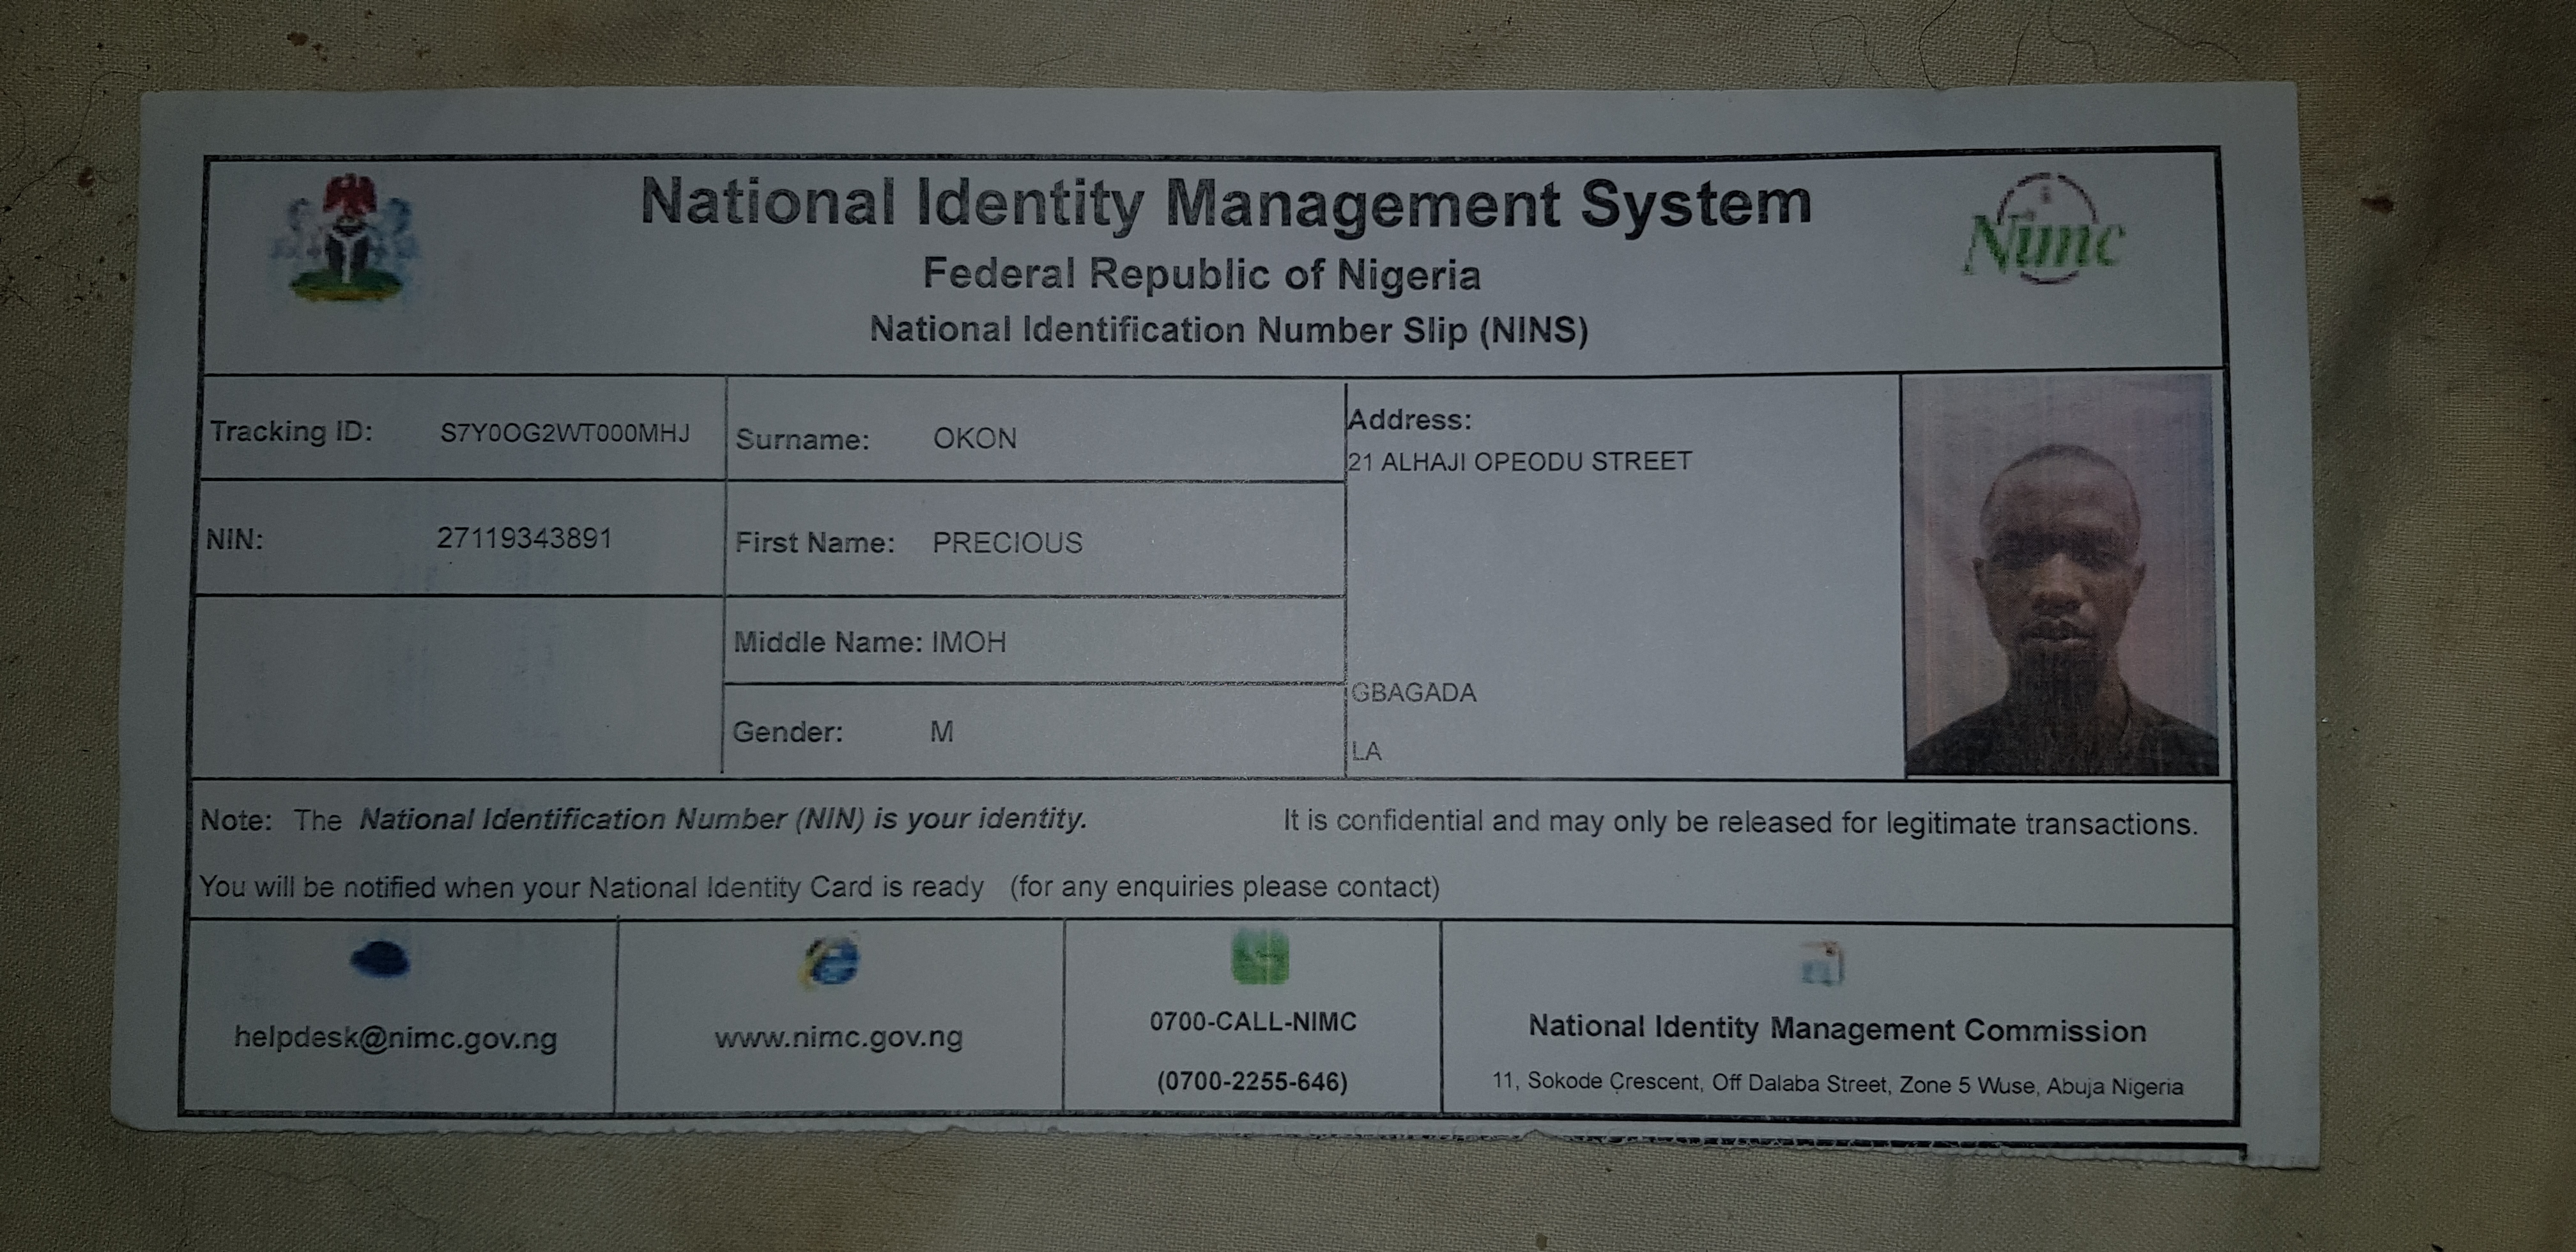 National Identity Management System
Federal Republic of Nigeria
National Identification Number Slip (NINS)
Nimc
Tracking ID: S7Y0OG2WT000MHJ
Surname: OKON
Address:
21 ALHAJI OPEODU STREET
NIN: 27119343891
First Name: PRECIOUS
Middle Name: IMOH
GBAGADA
Gender: M
LA
Note: The National Identification Number (NIN) is your identity. It is confidential and may only be released for legitimate transactions.
You will be notified when your National Identity Card is ready (for any enquiries please contact)
helpdesk@nimc.gov.ng
www.nimc.gov.ng
0700-CALL-NIMC
(0700-2255-646)
National Identity Management Commission
11, Sokode Crescent, Off Dalaba Street, Zone 5 Wuse, Abuja Nigeria